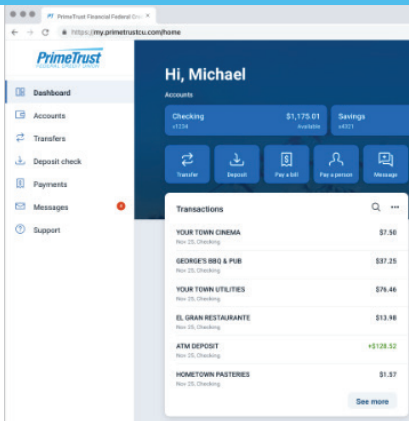 PrimeTrust Financial Federal Cre
https://my.primetrustcu.com/home
PrimeTrust
FEDERAL CREDIT UNION
Dashboard
Accounts
Transfers
Deposit check
Payments
Messages
Support
Hi, Michael
Accounts
Checking $1,175.01
x1234 Available
Savings
x4321
Transfer
Deposit
Pay a bill
Pay a person
Message
Transactions
YOUR TOWN CINEMA $7.50
Nov 25, Checking
GEORGE'S BBQ & PUB $37.25
Nov 25, Checking
YOUR TOWN UTILITIES $76.46
Nov 25, Checking
EL GRAN RESTAURANTE $13.98
Nov 25, Checking
ATM DEPOSIT +$128.52
Nov 25, Checking
HOMETOWN PASTERIES $1.57
Nov 25, Checking
See more